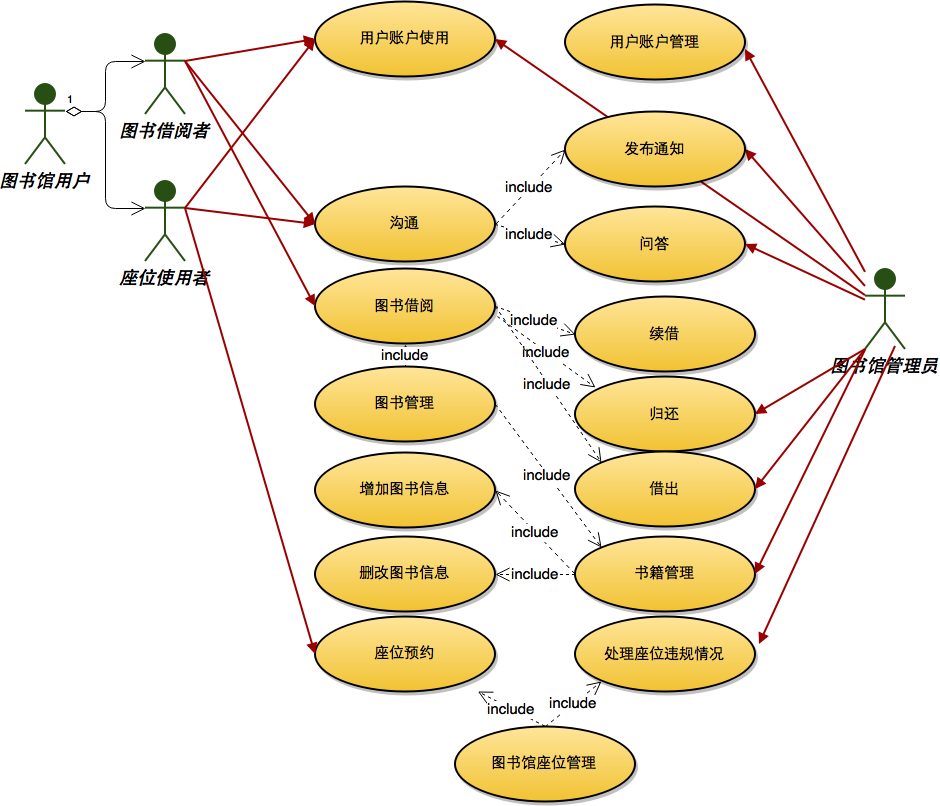 用户账户使用
用户账户管理
1
图书借阅者
图书馆用户
发布通知
include
沟通
include
问答
座位使用者
图书借阅
include
续借
include
include
include
图书馆管理员
图书管理
归还
include
增加图书信息
借出
include
删改图书信息
include
书籍管理
座位预约
处理座位违规情况
include
include
图书馆座位管理